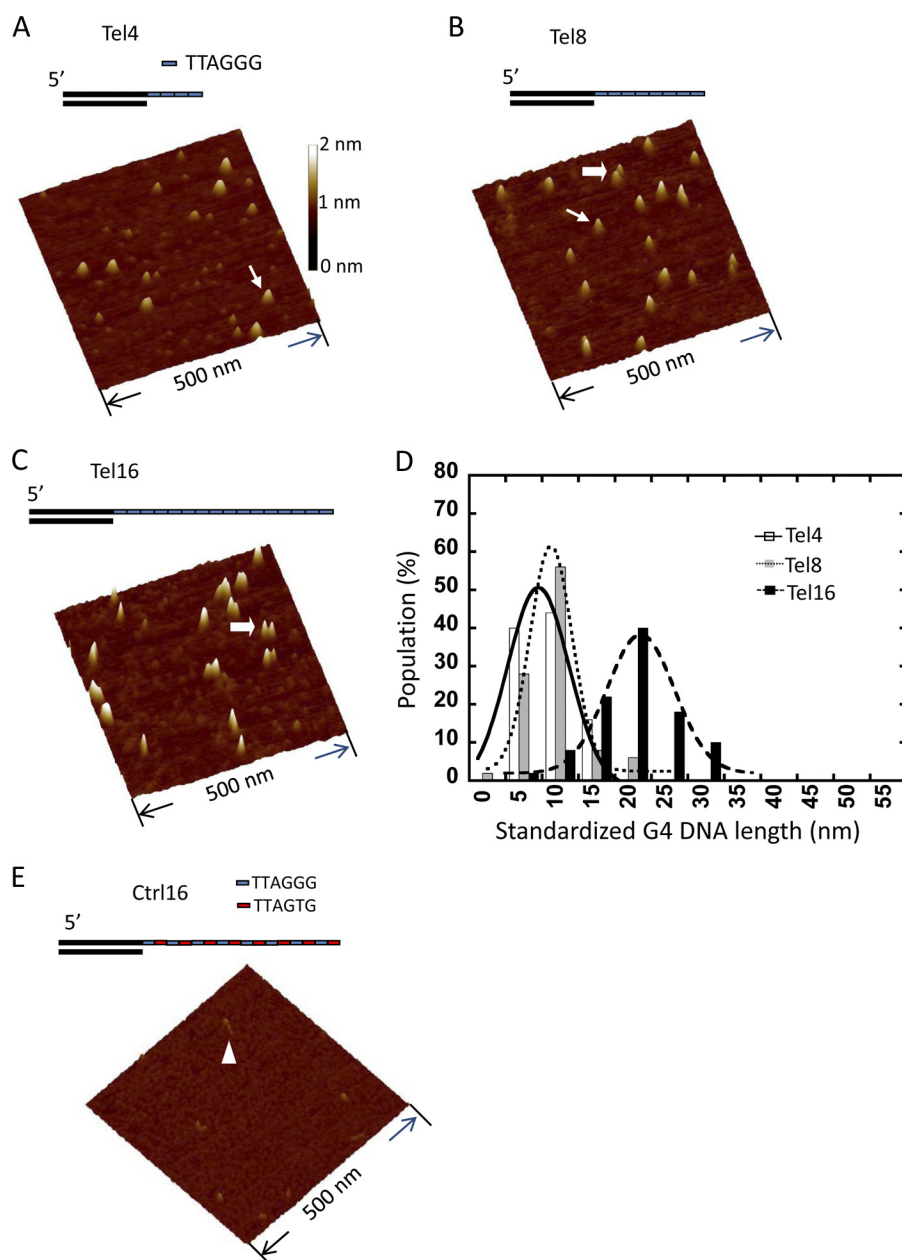 A
Tel4
TTAGGG
5’
2 nm
1 nm
0 nm
500 nm
B
Tel8
5’
500 nm
C
Tel16
5’
500 nm
D
80
70
60
50
40
30
20
10
0
Population (%)
Tel4
Tel8
Tel16
0 5 10 15 20 25 30 35 40 45 50 55
Standardized G4 DNA length (nm)
E
Ctrl16
TTAGGG
TTAGTG
5’
500 nm